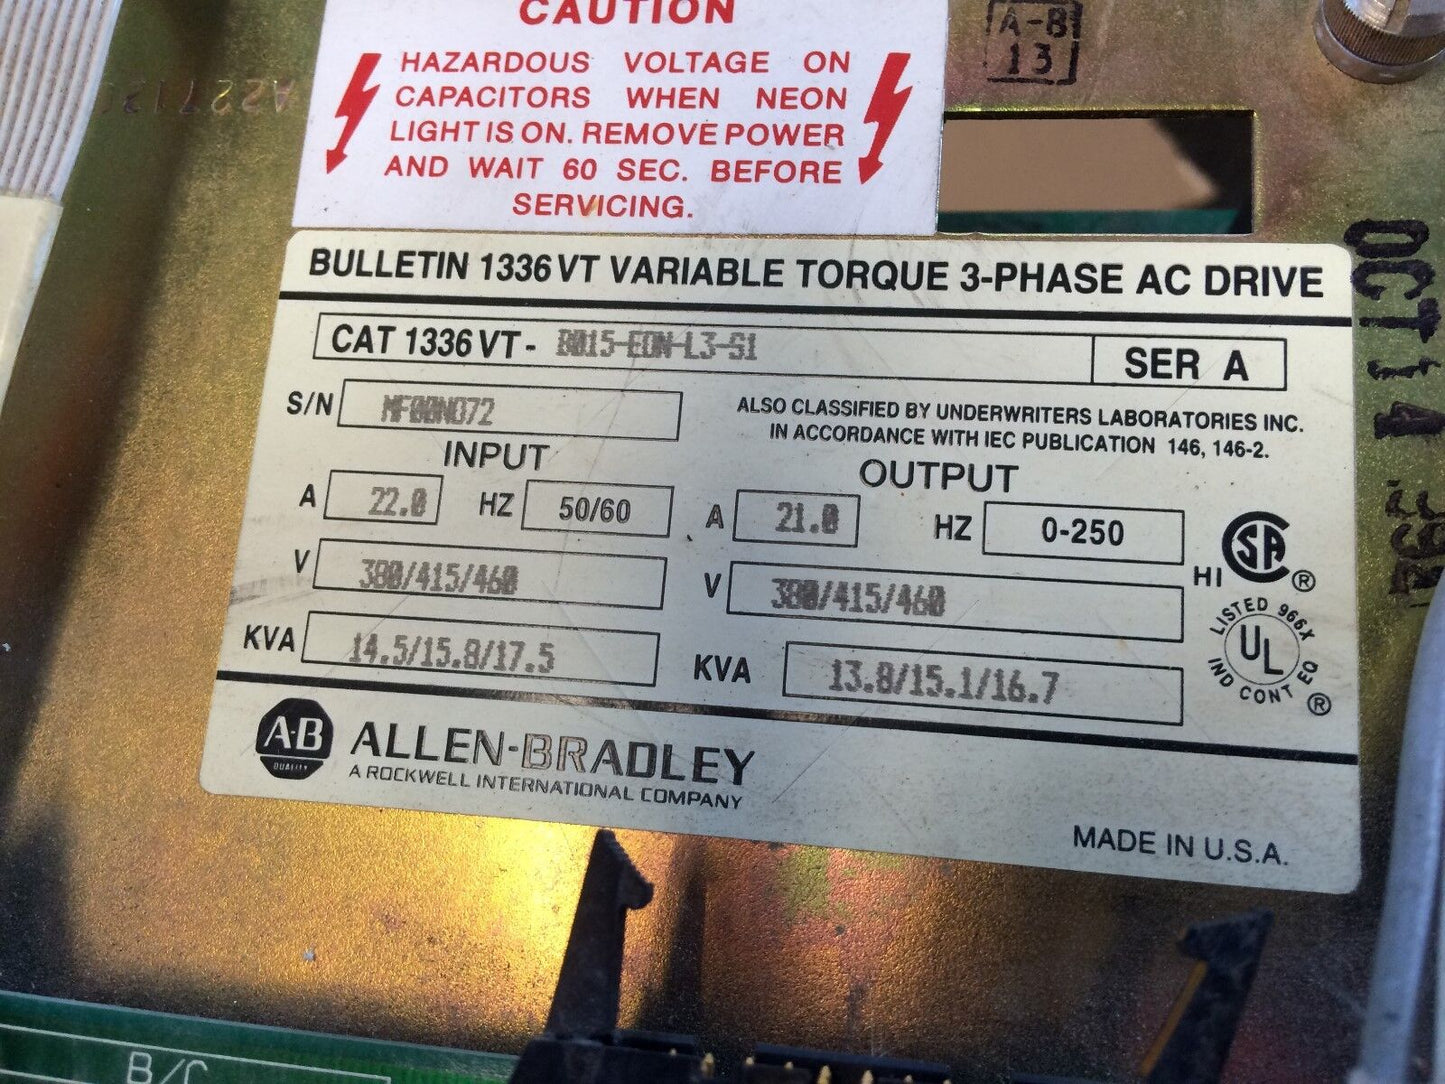 CAUTION
HAZARDOUS VOLTAGE ON
CAPACITORS WHEN NEON
LIGHT IS ON. REMOVE POWER
AND WAIT 60 SEC. BEFORE
SERVICING.
A-B
13
BULLETIN 1336 VT VARIABLE TORQUE 3-PHASE AC DRIVE
CAT 1336 VT - B015-EON-L3-S1
SER A
S/N MF00N072
ALSO CLASSIFIED BY UNDERWRITERS LABORATORIES INC.
IN ACCORDANCE WITH IEC PUBLICATION 146, 146-2.
INPUT
OUTPUT
A 22.0 HZ 50/60
A 21.0 HZ 0-250
V 380/415/460
V 380/415/460
KVA 14.5/15.8/17.5
KVA 13.8/15.1/16.7
HI SA ®
LISTED 966X
UL
IND CONT EQ ®
A-B
QUALITY
ALLEN-BRADLEY
A ROCKWELL INTERNATIONAL COMPANY
MADE IN U.S.A.
OCT 14
B/C